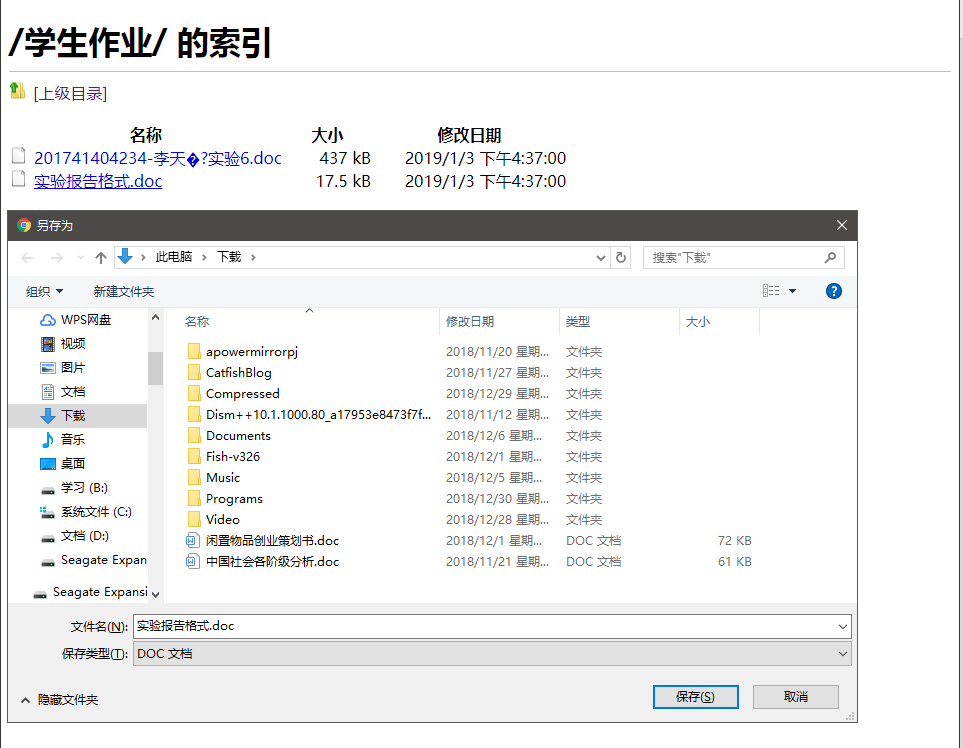 /学生作业/ 的索引
[上级目录]
名称 大小 修改日期
201741404234-李天�?实验6.doc 437 kB 2019/1/3 下午4:37:00
实验报告格式.doc 17.5 kB 2019/1/3 下午4:37:00
另存为
此电脑 下载 搜索"下载"
组织 新建文件夹
WPS网盘
视频
图片
文档
下载
音乐
桌面
学习 (B:)
系统文件 (C:)
文档 (D:)
Seagate Expan
Seagate Expansi
名称 修改日期 类型 大小
apowermirrorpj 2018/11/20 星期... 文件夹
CatfishBlog 2018/11/27 星期... 文件夹
Compressed 2018/12/29 星期... 文件夹
Dism++10.1.1000.80_a17953e8473f7f... 2018/11/12 星期... 文件夹
Documents 2018/12/6 星期... 文件夹
Fish-v326 2018/12/1 星期... 文件夹
Music 2018/12/5 星期... 文件夹
Programs 2018/12/30 星期... 文件夹
Video 2018/12/28 星期... 文件夹
闲置物品创业策划书.doc 2018/12/1 星期... DOC 文档 72 KB
中国社会各阶级分析.doc 2018/11/21 星期... DOC 文档 61 KB
文件名(N): 实验报告格式.doc
保存类型(T): DOC 文档
隐藏文件夹 保存(S) 取消